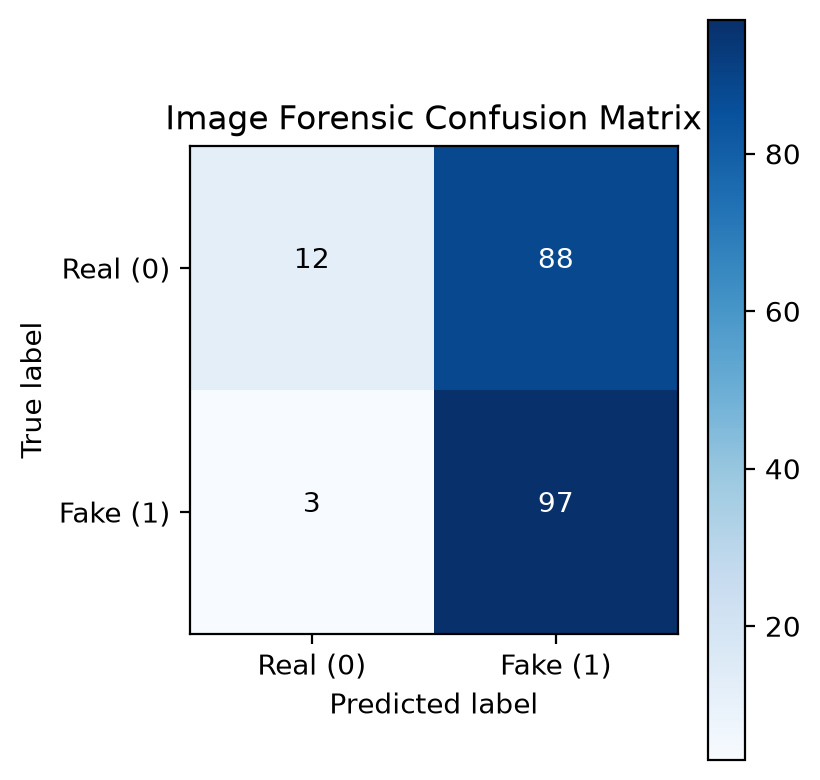 Image Forensic Confusion Matrix
True label
Real (0)
12
88
Fake (1)
3
97
Real (0)
Fake (1)
Predicted label
80
60
40
20